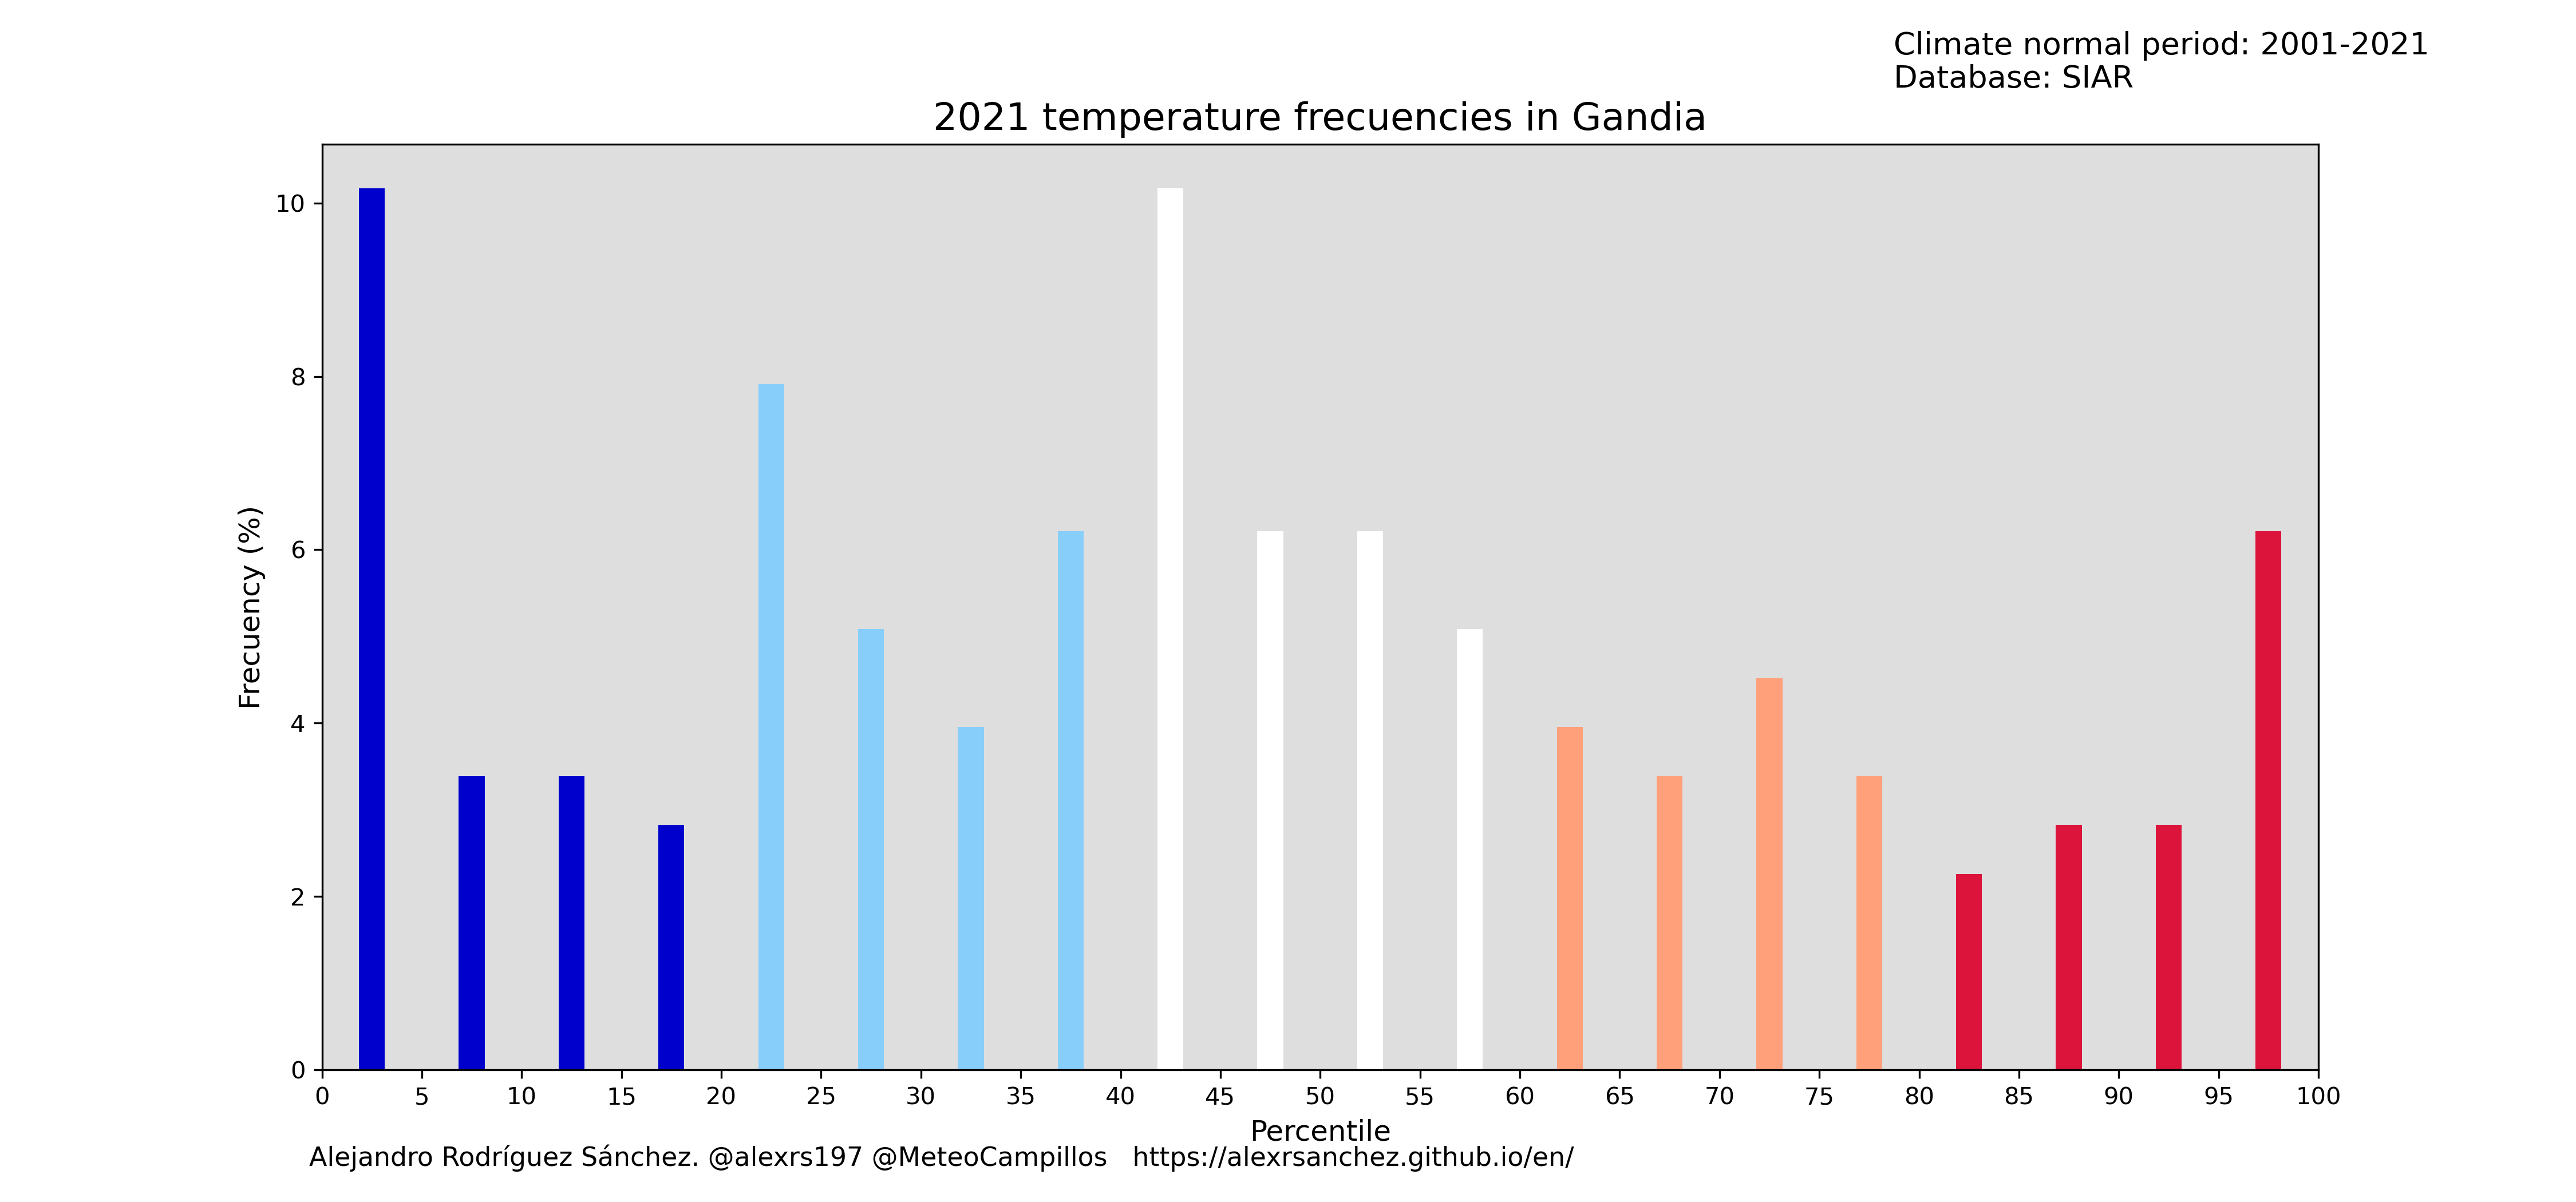 Climate normal period: 2001-2021
Database: SIAR
2021 temperature frecuencies in Gandia
Frecuency (%)
10
8
6
4
2
0
0 5 10 15 20 25 30 35 40 45 50 55 60 65 70 75 80 85 90 95 100
Percentile
Alejandro Rodríguez Sánchez. @alexrs197 @MeteoCampillos https://alexrsanchez.github.io/en/